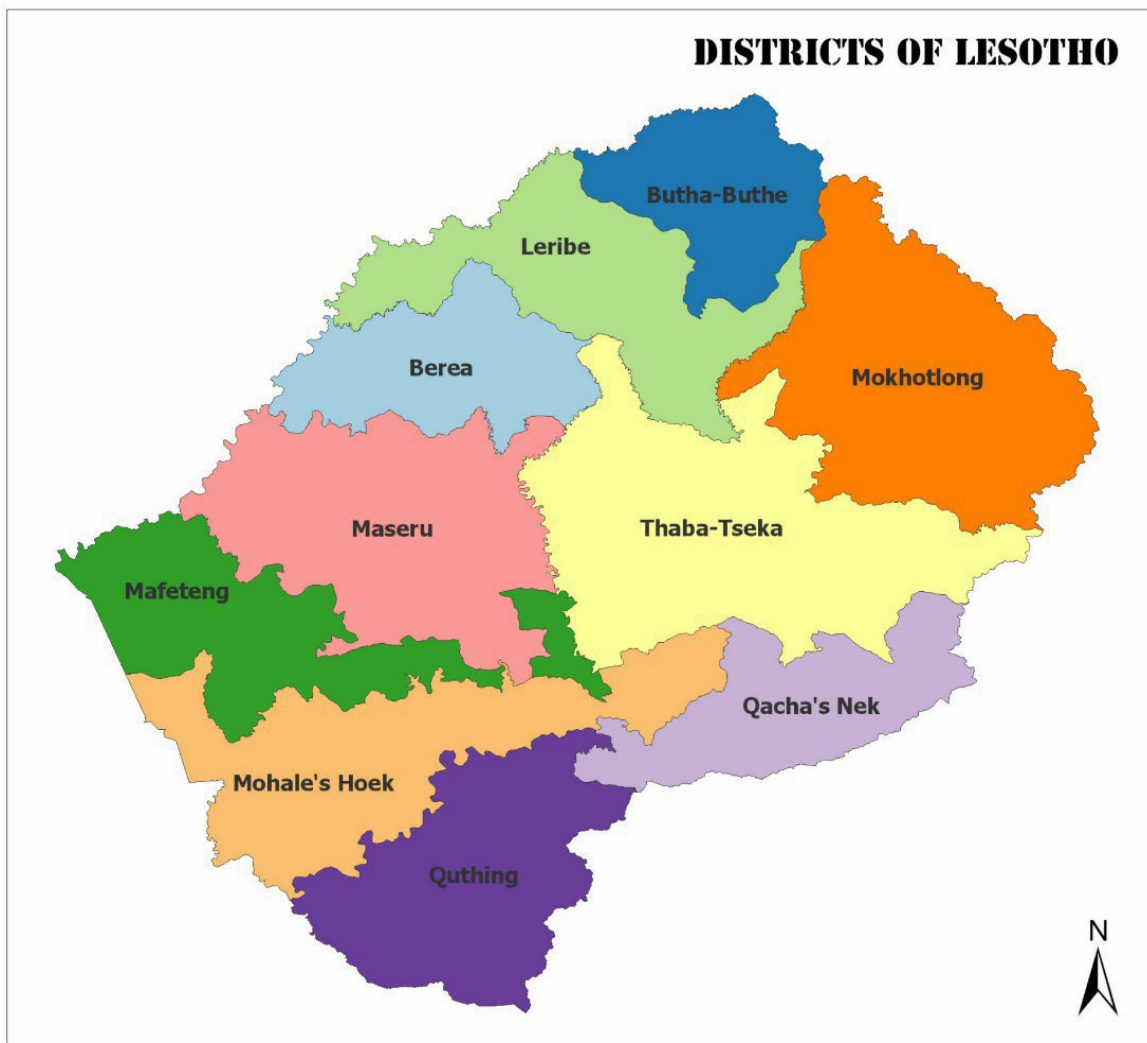 DISTRICTS OF LESOTHO
Butha-Buthe
Leribe
Berea
Mokhotlong
Maseru
Thaba-Tseka
Mafeteng
Qacha's Nek
Mohale's Hoek
Quthing
N